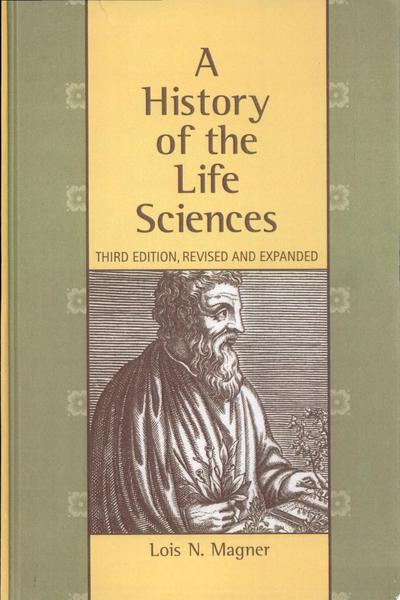 A
History
of the
Life
Sciences
THIRD EDITION, REVISED AND EXPANDED
Lois N. Magner